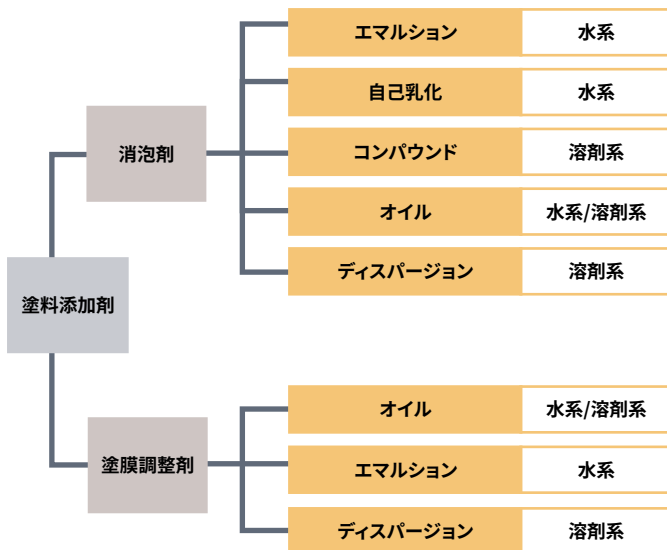 塗料添加剤
消泡剤
エマルション 水系
自己乳化 水系
コンパウンド 溶剤系
オイル 水系/溶剤系
ディスパージョン 溶剤系
塗膜調整剤
オイル 水系/溶剤系
エマルション 水系
ディスパージョン 溶剤系